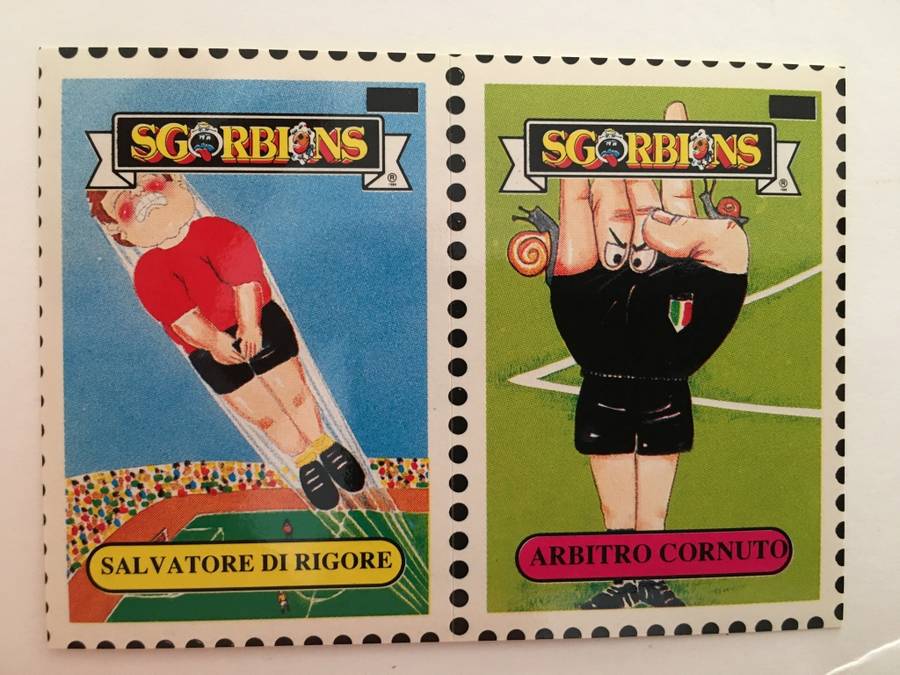 SGORBIONS
®
SALVATORE DI RIGORE
SGORBIONS
®
ARBITRO CORNUTO